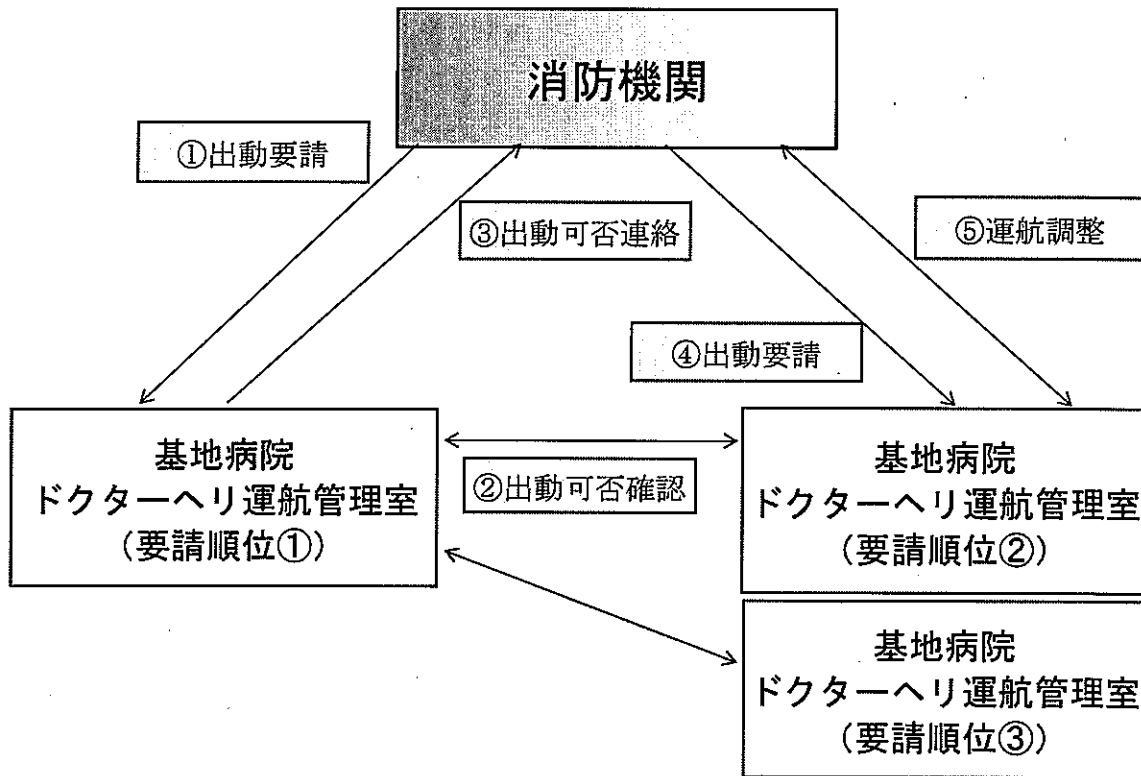 消防機関
①出動要請
③出動可否連絡
⑤運航調整
④出動要請
基地病院
ドクターヘリ運航管理室
（要請順位①）
②出動可否確認
基地病院
ドクターヘリ運航管理室
（要請順位②）
基地病院
ドクターヘリ運航管理室
（要請順位③）